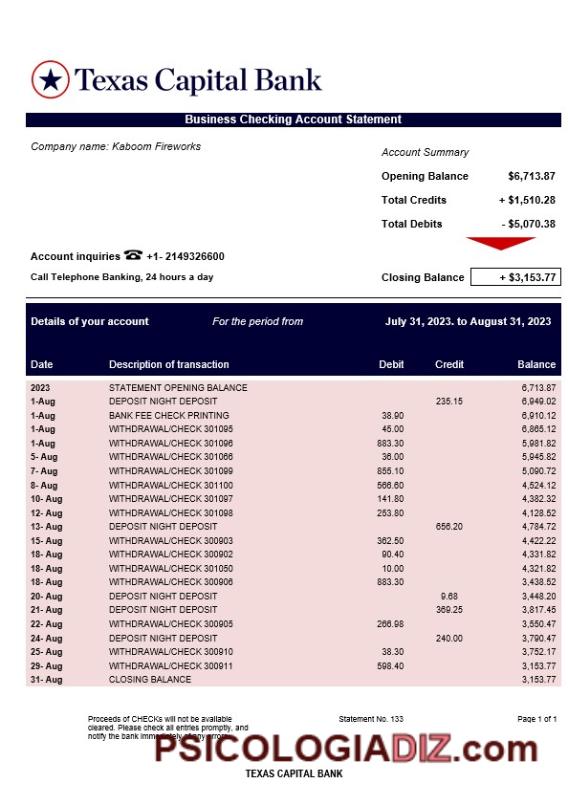 Texas Capital Bank
Business Checking Account Statement
Company name: Kaboom Fireworks
Account Summary
Opening Balance $6,713.87
Total Credits + $1,510.28
Total Debits - $5,070.38
Account inquiries ☎ +1- 2149326600
Call Telephone Banking, 24 hours a day
Closing Balance + $3,153.77
Details of your account For the period from July 31, 2023. to August 31, 2023
Date Description of transaction Debit Credit Balance
2023 STATEMENT OPENING BALANCE 6,713.87
1-Aug DEPOSIT NIGHT DEPOSIT 235.15 6,949.02
1-Aug BANK FEE CHECK PRINTING 38.90 6,910.12
1-Aug WITHDRAWAL/CHECK 301095 45.00 6,865.12
1-Aug WITHDRAWAL/CHECK 301096 883.30 5,981.82
5- Aug WITHDRAWAL/CHECK 301066 36.00 5,945.82
7- Aug WITHDRAWAL/CHECK 301099 855.10 5,090.72
8- Aug WITHDRAWAL/CHECK 301100 566.60 4,524.12
10- Aug WITHDRAWAL/CHECK 301097 141.80 4,382.32
12- Aug WITHDRAWAL/CHECK 301098 253.80 4,128.52
13- Aug DEPOSIT NIGHT DEPOSIT 656.20 4,784.72
15- Aug WITHDRAWAL/CHECK 300903 362.50 4,422.22
18- Aug WITHDRAWAL/CHECK 300902 90.40 4,331.82
18- Aug WITHDRAWAL/CHECK 301050 10.00 4,321.82
18- Aug WITHDRAWAL/CHECK 300906 883.30 3,438.52
20- Aug DEPOSIT NIGHT DEPOSIT 9.68 3,448.20
21- Aug DEPOSIT NIGHT DEPOSIT 369.25 3,817.45
22- Aug WITHDRAWAL/CHECK 300905 266.98 3,550.47
24- Aug DEPOSIT NIGHT DEPOSIT 240.00 3,790.47
25- Aug WITHDRAWAL/CHECK 300910 38.30 3,752.17
29- Aug WITHDRAWAL/CHECK 300911 598.40 3,153.77
31- Aug CLOSING BALANCE 3,153.77
Proceeds of CHECKs will not be available Statement No. 133 Page 1 of 1
cleared. Please check all entries promptly, and
notify the bank immediately of any errors.
PSICOLOGIADIZ.com
TEXAS CAPITAL BANK